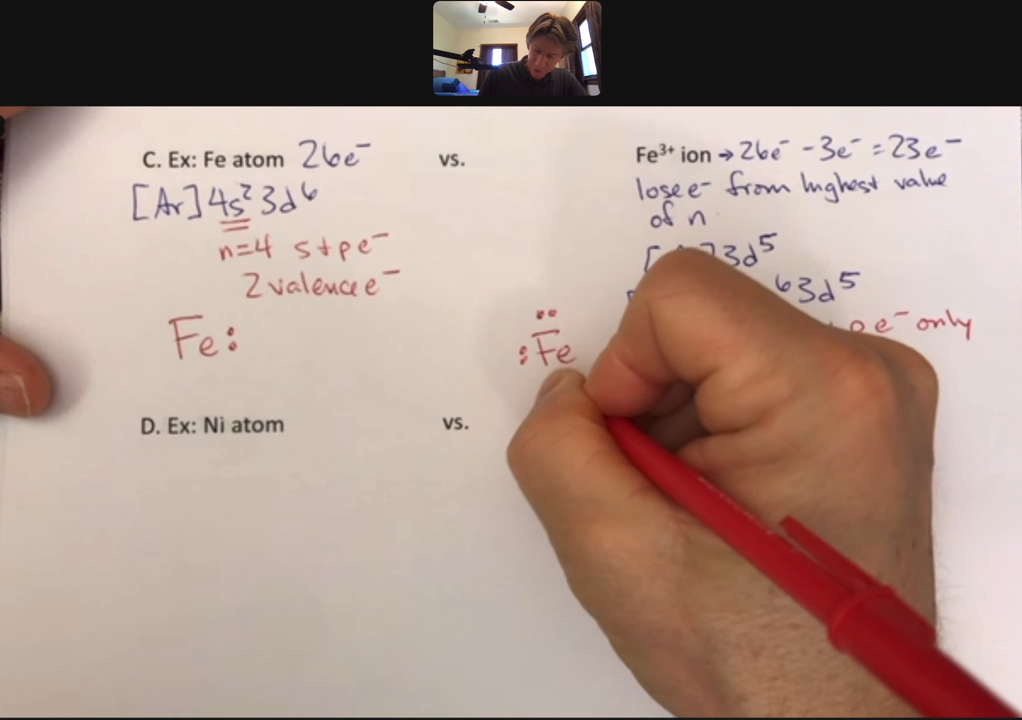 C. Ex: Fe atom 26e⁻ vs. Fe³⁺ ion → 26e⁻ - 3e⁻ = 23e⁻
[Ar] 4s² 3d⁶
n=4 s+p e⁻
2 valence e⁻
Fe:
lose e⁻ from highest value
of n
[ 3d⁵
⁶3d⁵
p e⁻ only
:Fe
D. Ex: Ni atom vs.